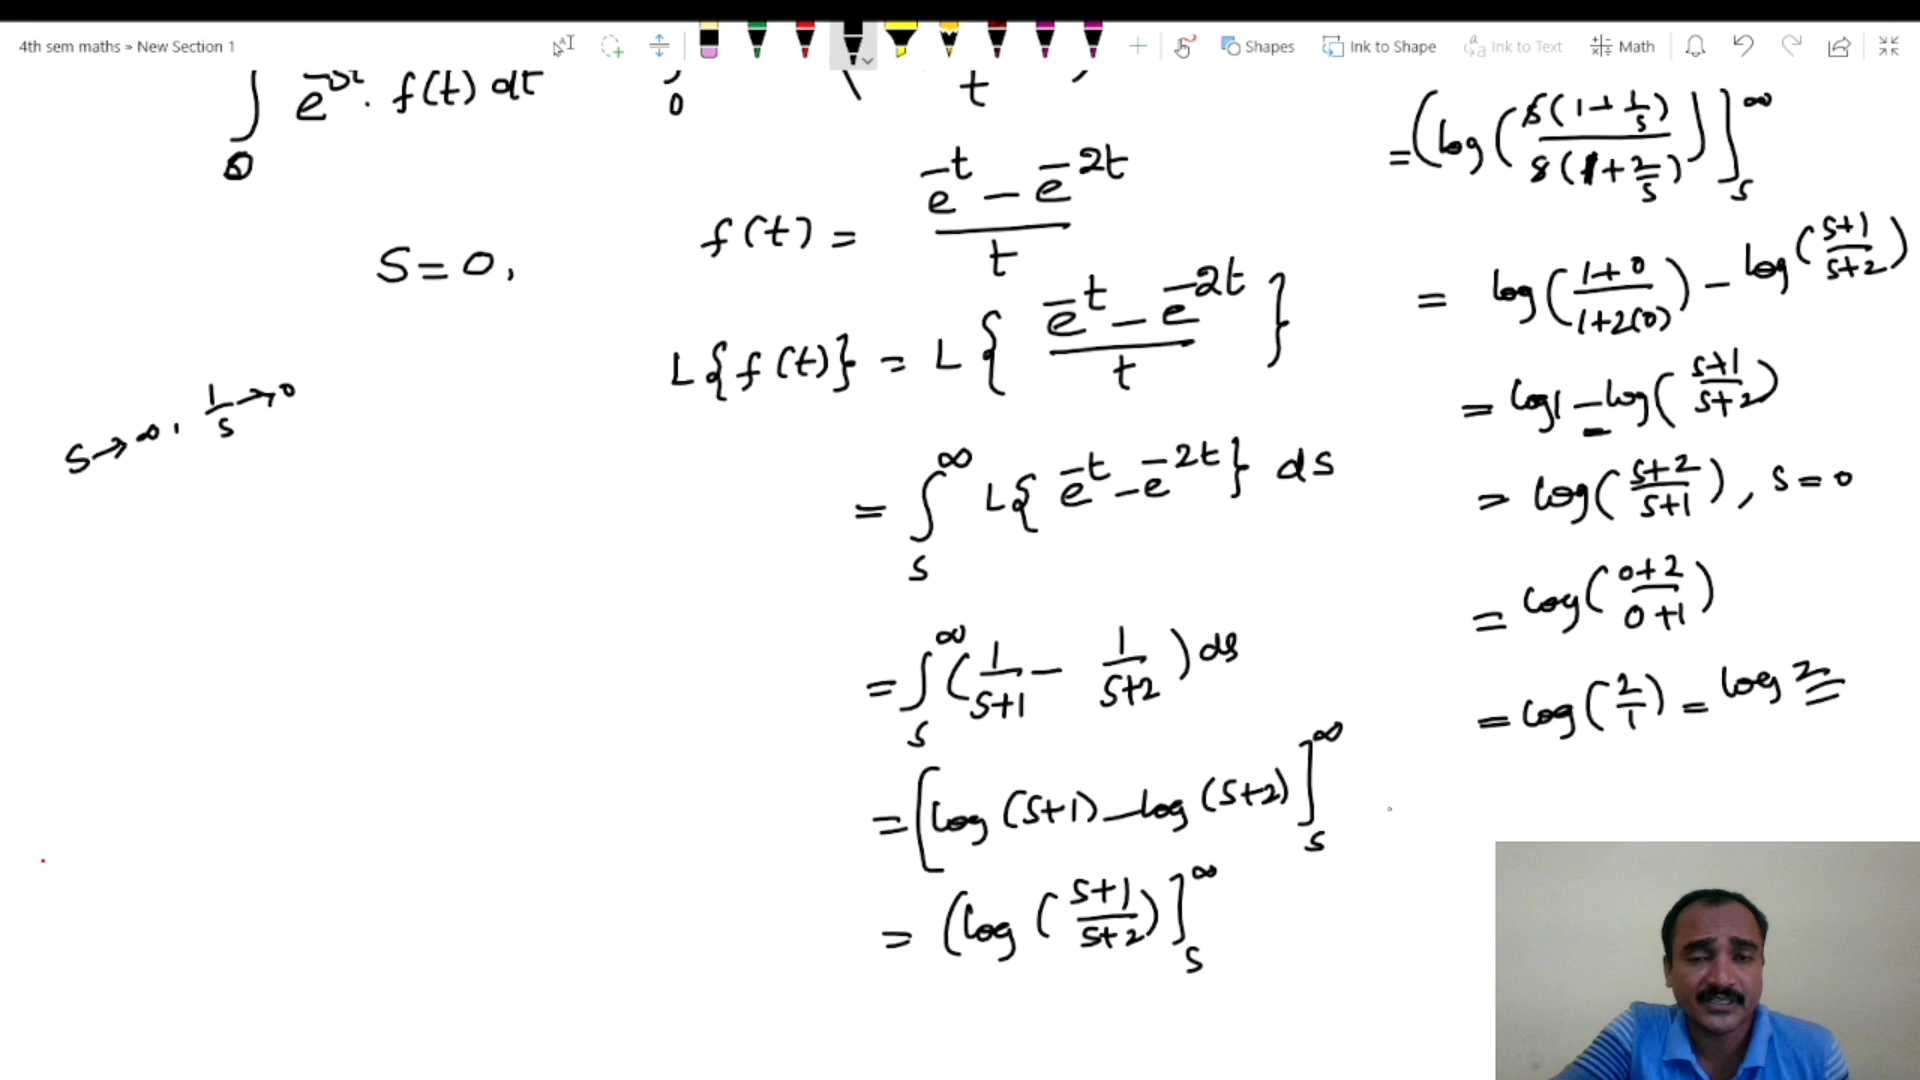 4th sem maths » New Section 1
Shapes
Ink to Shape
Ink to Text
Math
∫₀ e^{-st} · f(t) dt
0
t
S = 0,
f(t) = (e^{-t} - e^{-2t}) / t
L{f(t)} = L{ (e^{-t} - e^{-2t}) / t }
S → ∞, 1/s → 0
= ∫_s^∞ L{ e^{-t} - e^{-2t} } ds
= ∫_s^∞ ( 1/(s+1) - 1/(s+2) ) ds
= [log (s+1) - log (s+2)]_s^∞
= (log ( (s+1)/(s+2) )]_s^∞
= (log ( s(1+1/s) / s(1+2/s) )]_s^∞
= log ( (1+0)/(1+2(0)) ) - log ( (s+1)/(s+2) )
= log1 - log ( (s+1)/(s+2) )
= log ( (s+2)/(s+1) ), s = 0
= log ( (0+2)/(0+1) )
= log ( 2/1 ) = log 2